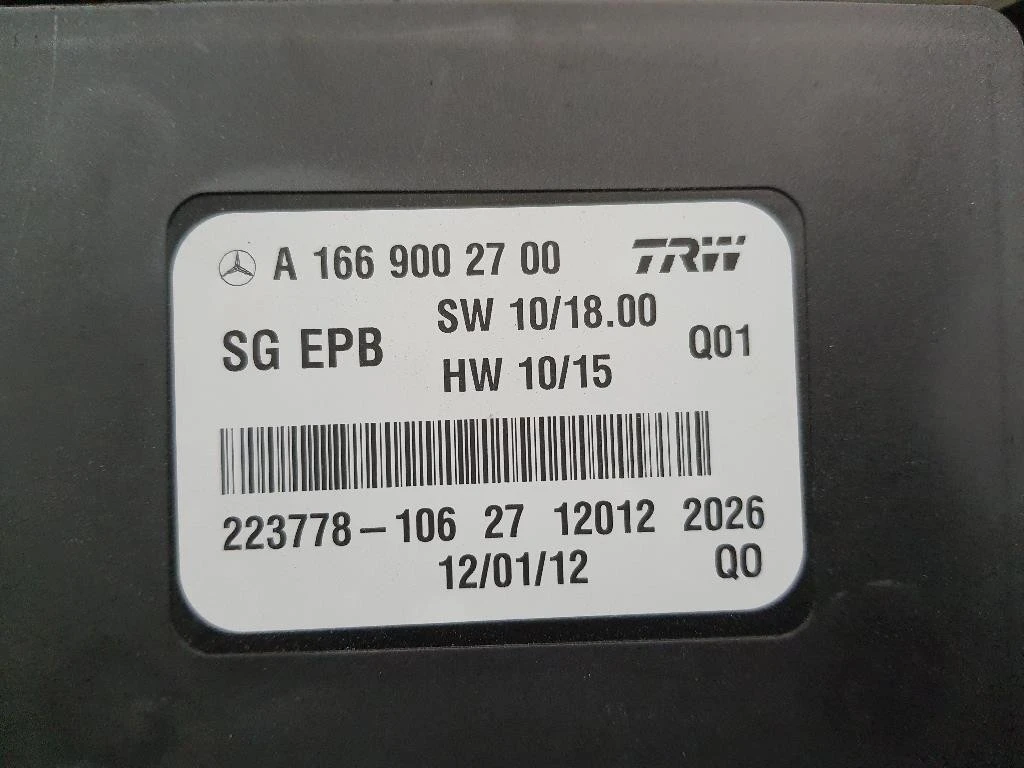 A 166 900 27 00 TRW
SW 10/18.00
SG EPB Q01
HW 10/15
223778-106 27 12012 2026
12/01/12 Q0